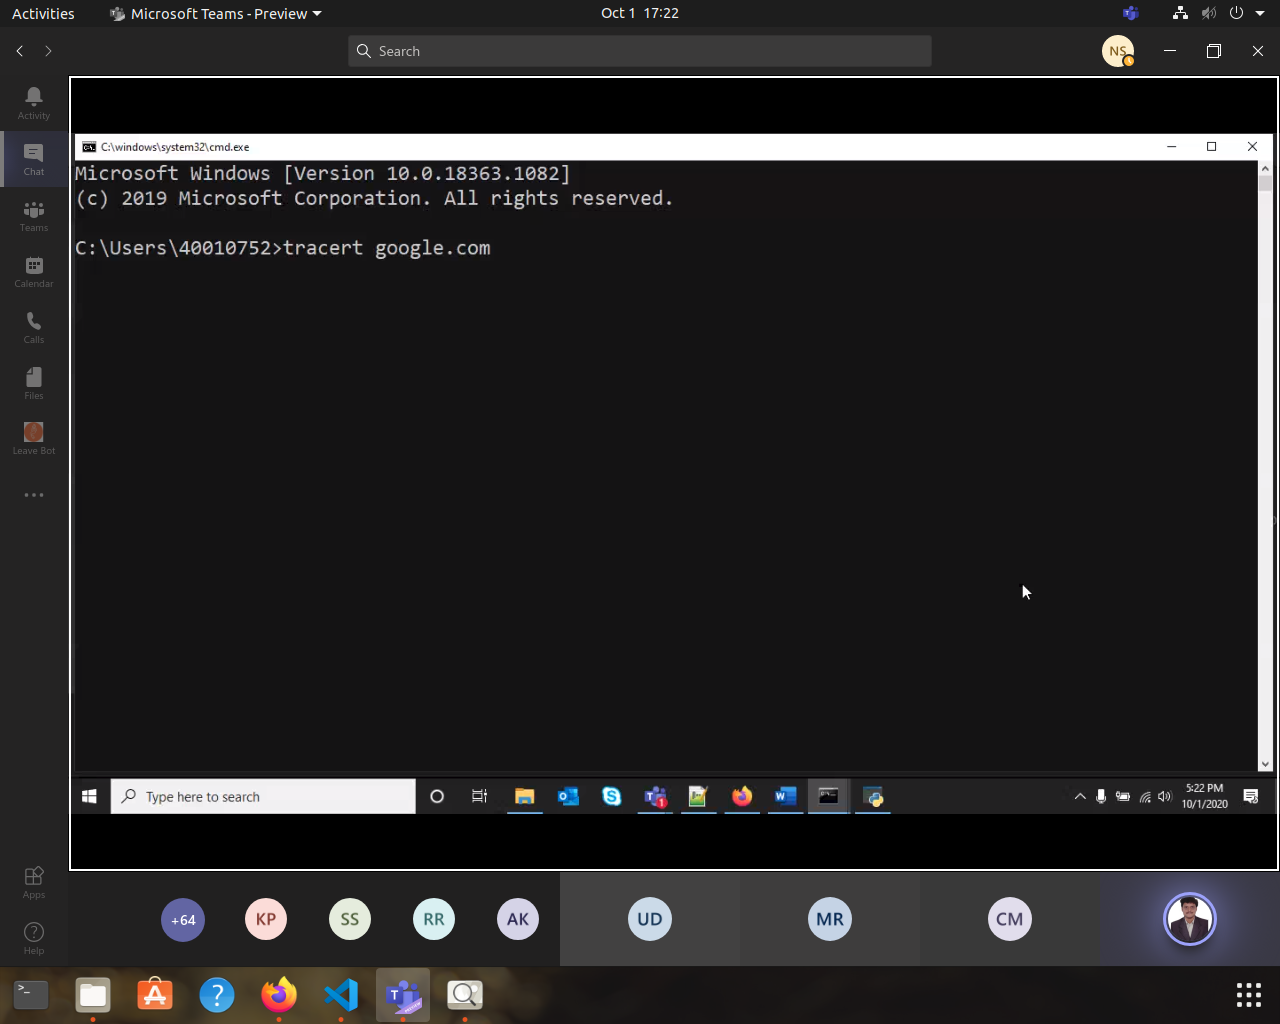 Activities
Microsoft Teams - Preview
Oct 1 17:22
Search
NS
Activity
Chat
Teams
Calendar
Calls
Files
Leave Bot
Apps
Help
C:\windows\system32\cmd.exe
Microsoft Windows [Version 10.0.18363.1082]
(c) 2019 Microsoft Corporation. All rights reserved.
C:\Users\40010752>tracert google.com
Type here to search
5:22 PM
10/1/2020
+64
KP
SS
RR
AK
UD
MR
CM